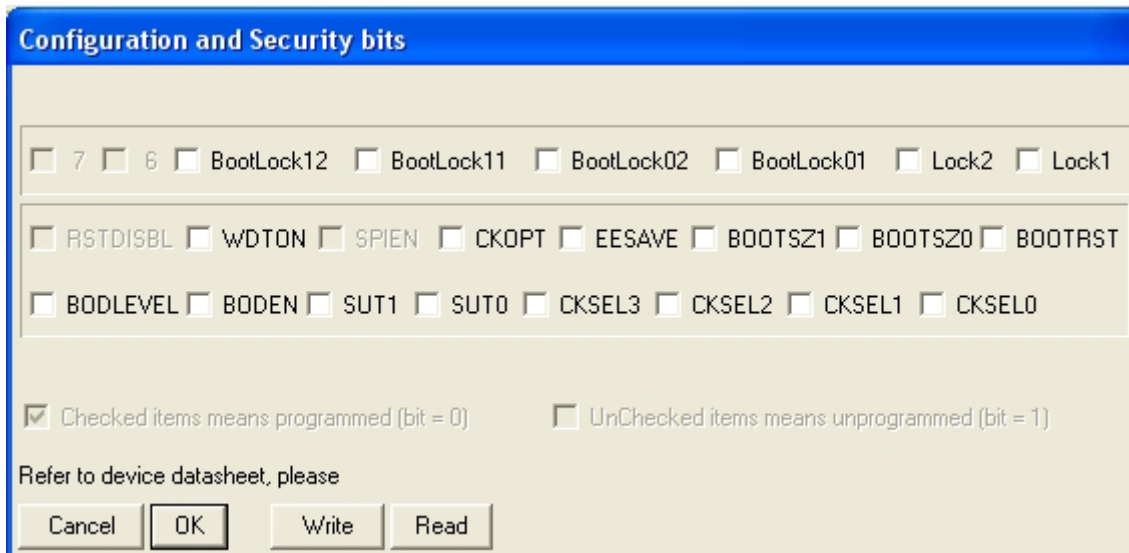 Configuration and Security bits
7 6 BootLock12 BootLock11 BootLock02 BootLock01 Lock2 Lock1
RSTDISBL WDTON SPIEN CKOPT EESAVE BOOTSZ1 BOOTSZ0 BOOTRST
BODLEVEL BODEN SUT1 SUT0 CKSEL3 CKSEL2 CKSEL1 CKSEL0
Checked items means programmed (bit = 0) UnChecked items means unprogrammed (bit = 1)
Refer to device datasheet, please
Cancel OK Write Read